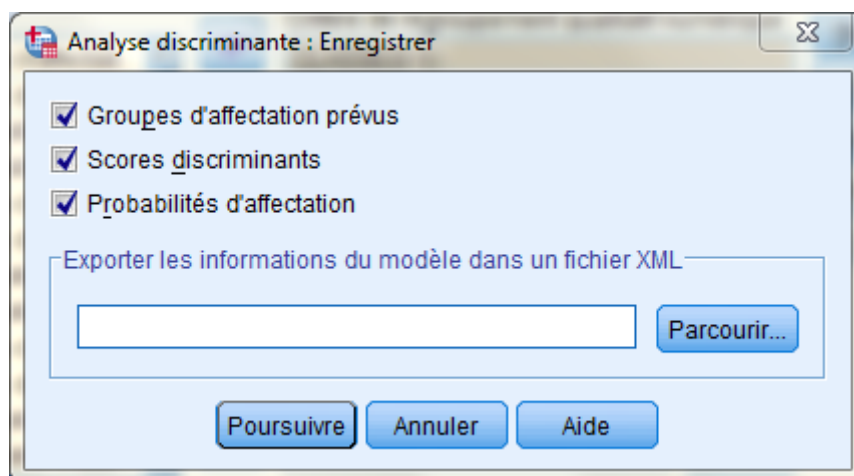 Analyse discriminante : Enregistrer
Groupes d'affectation prévus
Scores discriminants
Probabilités d'affectation
Exporter les informations du modèle dans un fichier XML
Parcourir...
Poursuivre Annuler Aide